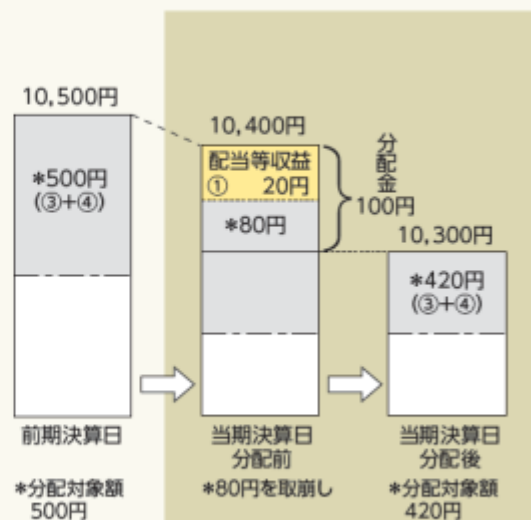 10,500円
*500円
(③+④)
前期決算日
*分配対象額
500円
10,400円
配当等収益
① 20円
*80円
分配金
100円
当期決算日
分配前
*80円を取崩し
10,300円
*420円
(③+④)
当期決算日
分配後
*分配対象額
420円